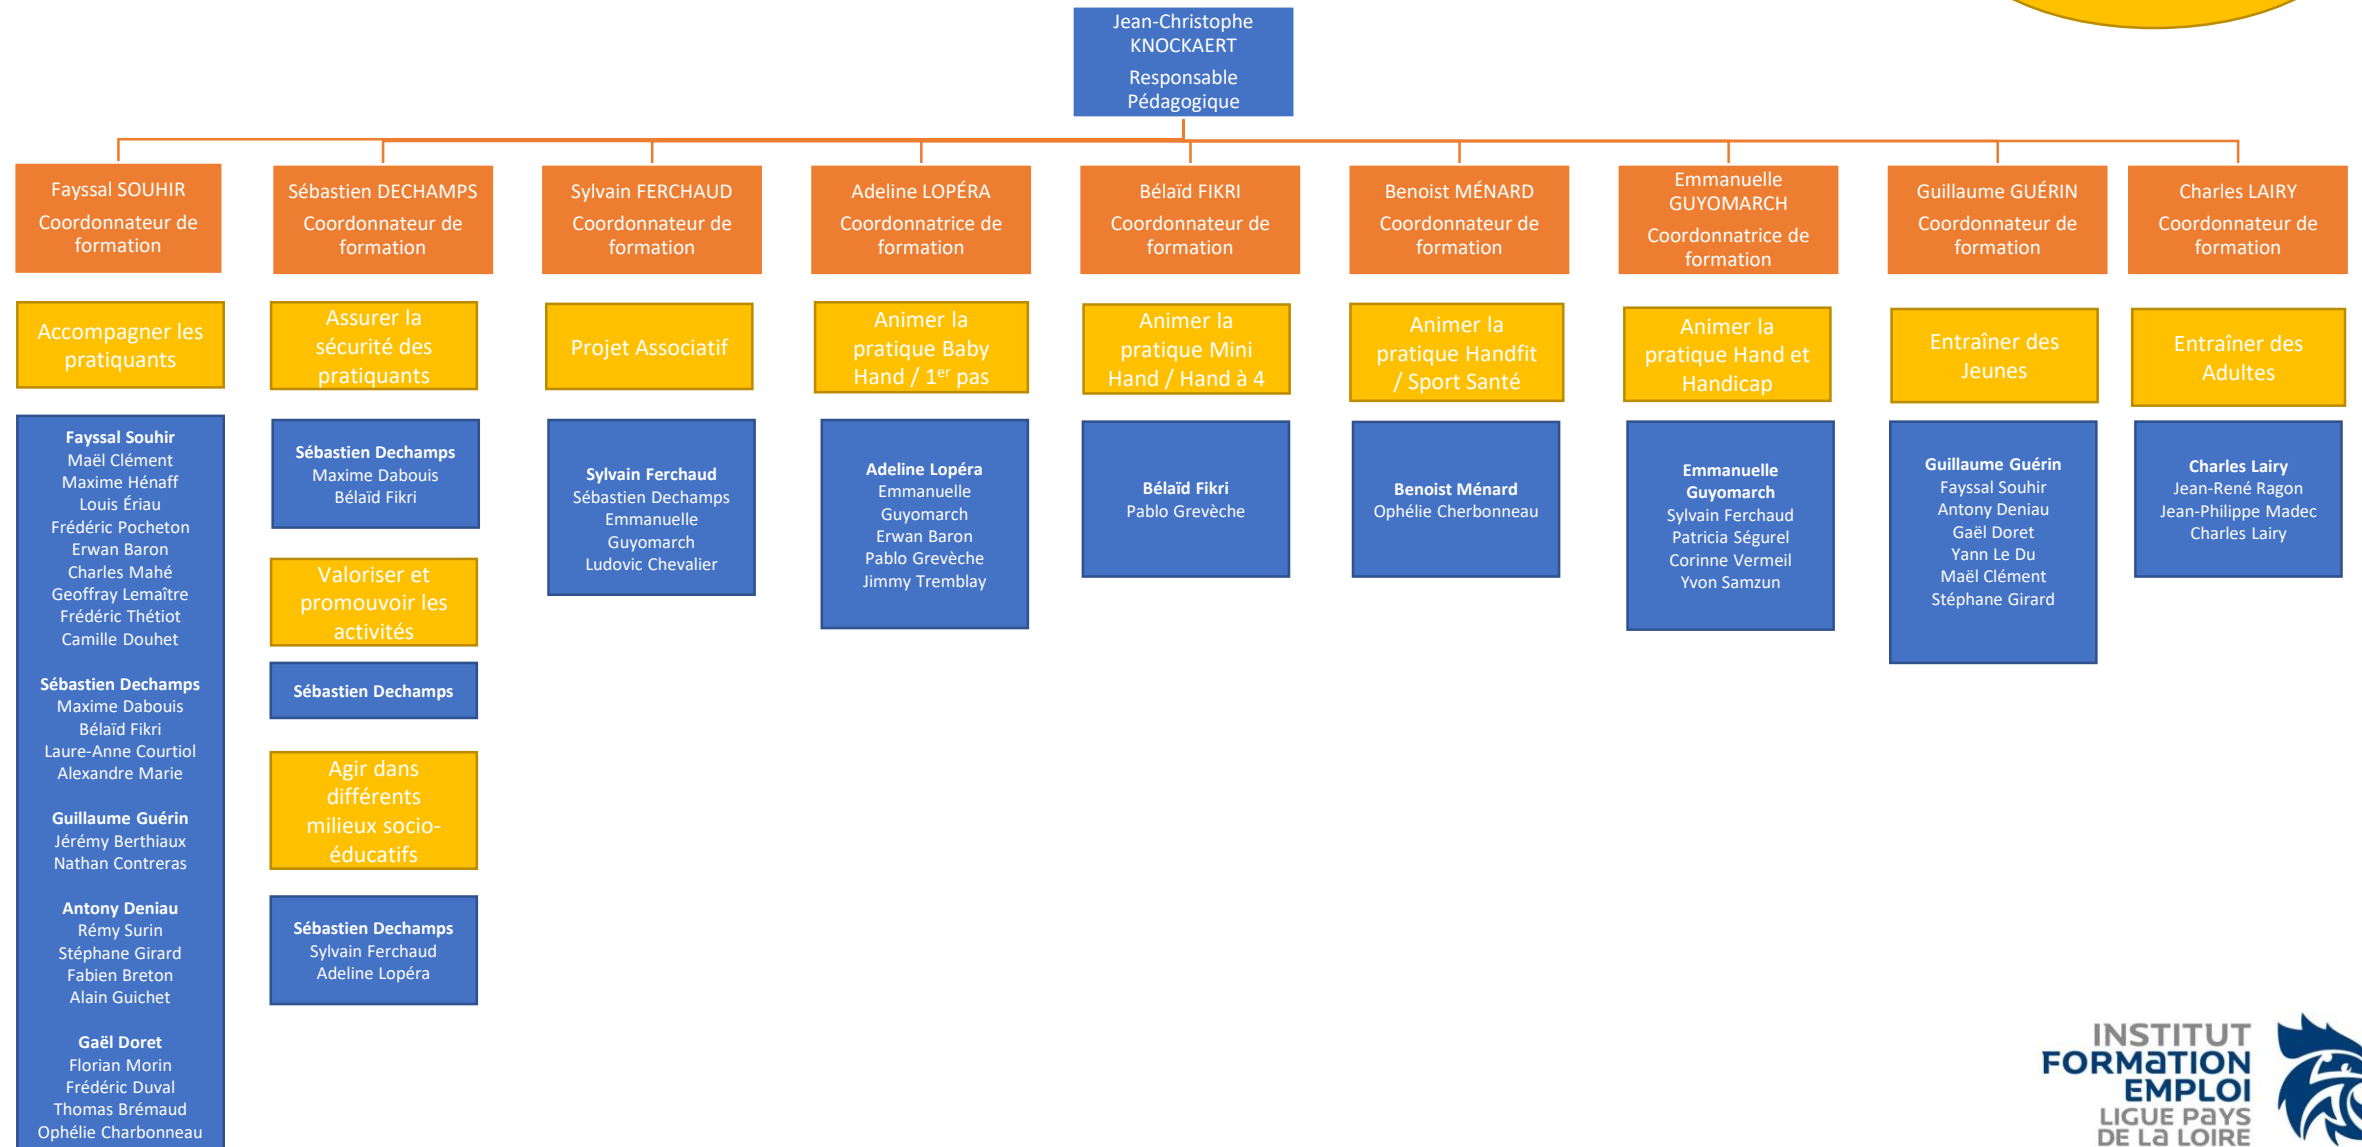 Jean-Christophe
KNOCKAERT
Responsable
Pédagogique
Fayssal SOUHIR
Coordonnateur de
formation
Sébastien DECHAMPS
Coordonnateur de
formation
Sylvain FERCHAUD
Coordonnateur de
formation
Adeline LOPÉRA
Coordonnatrice de
formation
Bélaïd FIKRI
Coordonnateur de
formation
Benoist MÉNARD
Coordonnateur de
formation
Emmanuelle
GUYOMARCH
Coordonnatrice de
formation
Guillaume GUÉRIN
Coordonnateur de
formation
Charles LAIRY
Coordonnateur de
formation
Accompagner les
pratiquants
Fayssal Souhir
Maël Clément
Maxime Hénaff
Louis Ériau
Frédéric Pocheton
Erwan Baron
Charles Mahé
Geoffray Lemaître
Frédéric Thétiot
Camille Douhet
Sébastien Dechamps
Maxime Dabouis
Bélaïd Fikri
Laure-Anne Courtiol
Alexandre Marie
Guillaume Guérin
Jérémy Berthiaux
Nathan Contreras
Antony Deniau
Rémy Surin
Stéphane Girard
Fabien Breton
Alain Guichet
Gaël Doret
Florian Morin
Frédéric Duval
Thomas Brémaud
Ophélie Charbonneau
Assurer la
sécurité des
pratiquants
Sébastien Dechamps
Maxime Dabouis
Bélaïd Fikri
Valoriser et
promouvoir les
activités
Sébastien Dechamps
Agir dans
différents
milieux socio-
éducatifs
Sébastien Dechamps
Sylvain Ferchaud
Adeline Lopéra
Projet Associatif
Sylvain Ferchaud
Sébastien Dechamps
Emmanuelle
Guyomarch
Ludovic Chevalier
Animer la
pratique Baby
Hand / 1er pas
Adeline Lopéra
Emmanuelle
Guyomarch
Erwan Baron
Pablo Grevèche
Jimmy Tremblay
Animer la
pratique Mini
Hand / Hand à 4
Bélaïd Fikri
Pablo Grevèche
Animer la
pratique Handfit
/ Sport Santé
Benoist Ménard
Ophélie Cherbonneau
Animer la
pratique Hand et
Handicap
Emmanuelle
Guyomarch
Sylvain Ferchaud
Patricia Ségurel
Corinne Vermeil
Yvon Samzun
Entraîner des
Jeunes
Guillaume Guérin
Fayssal Souhir
Antony Deniau
Gaël Doret
Yann Le Du
Maël Clément
Stéphane Girard
Entraîner des
Adultes
Charles Lairy
Jean-René Ragon
Jean-Philippe Madec
Charles Lairy
INSTITUT
FORMaTION
EMPLOI
LIGUE PaYS
DE La LOIRE